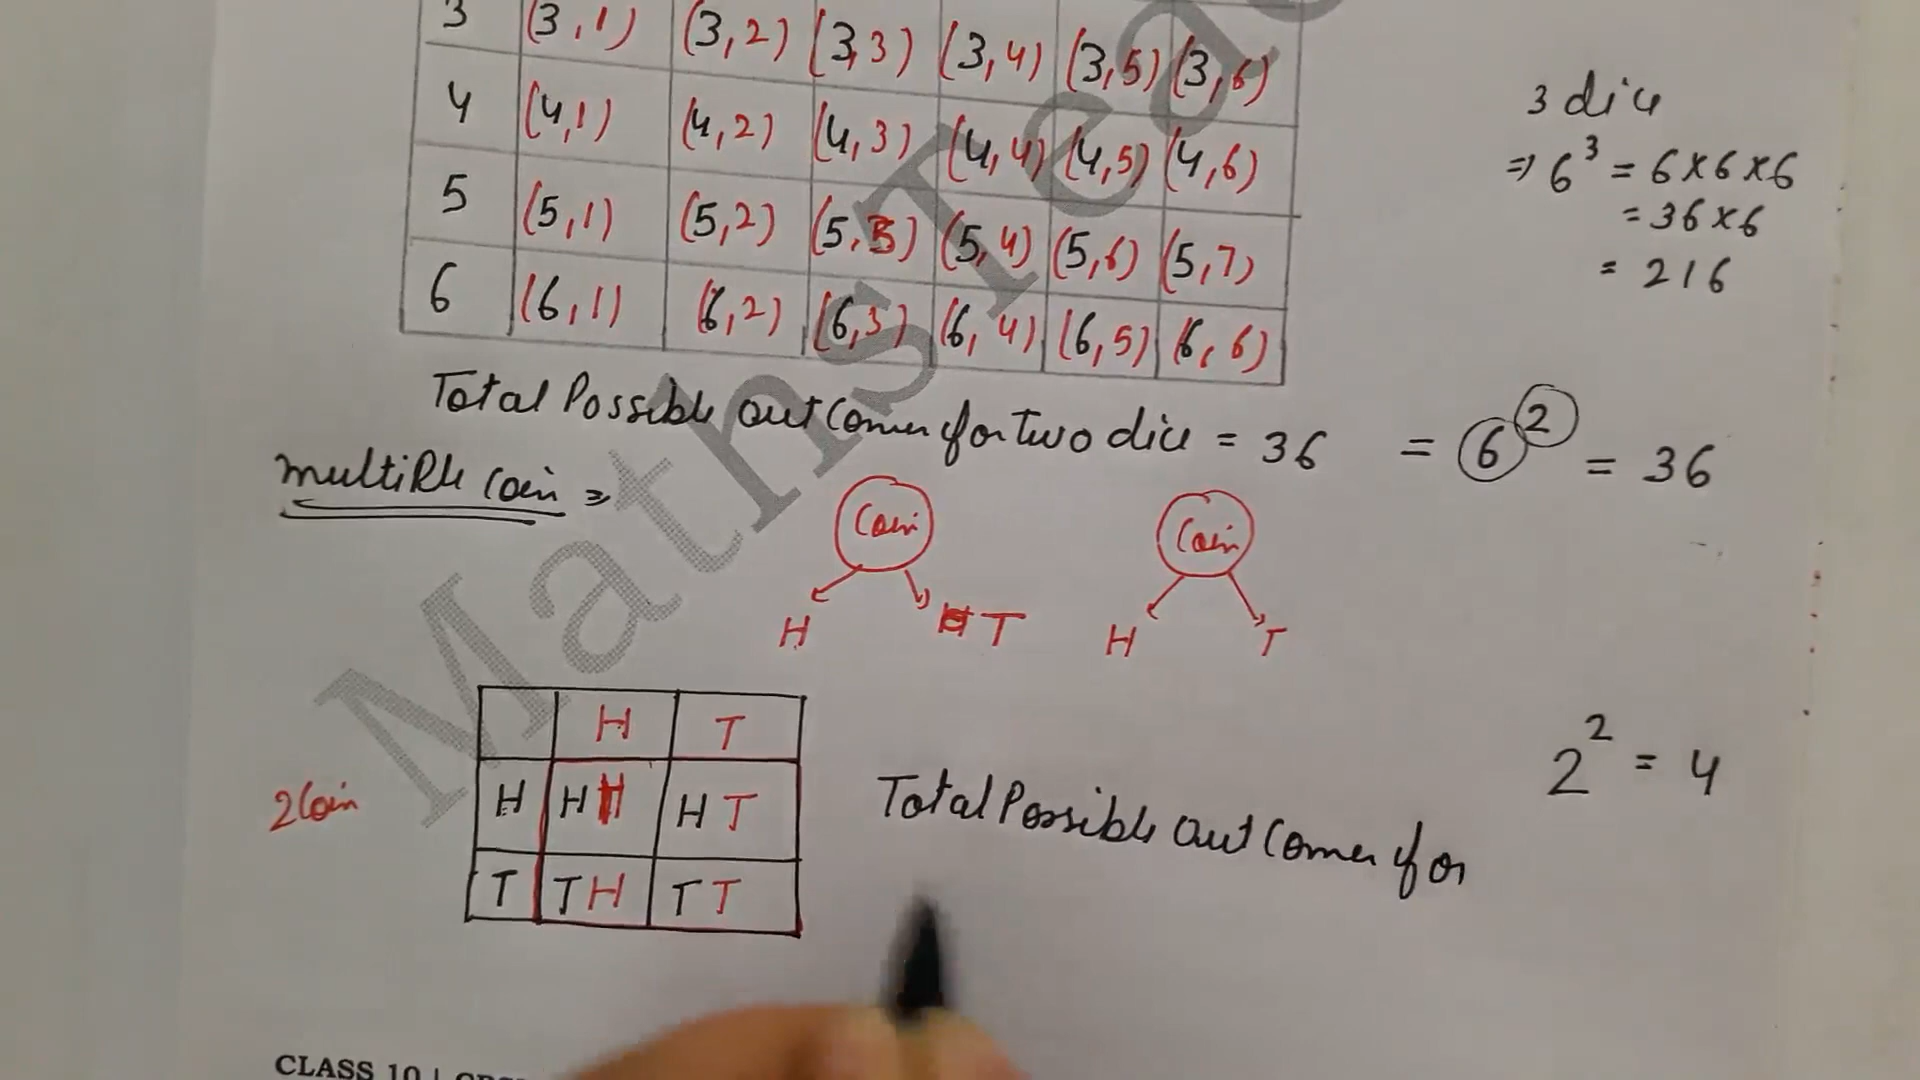 3 (3,1) (3,2) (3,3) (3,4) (3,5) (3,6)
4 (4,1) (4,2) (4,3) (4,4) (4,5) (4,6)
5 (5,1) (5,2) (5,3) (5,4) (5,6) (5,7)
6 (6,1) (6,2) (6,3) (6,4) (6,5) (6,6)
3 dice
⇒ 6³ = 6×6×6
= 36×6
= 216
Total Possible outcomes for two dice = 36 = 6² = 36
multiple coin ⇒
Coin Coin
H T H T
H T
2 Coin H HH HT
T TH TT
Total Possible outcomes for
2² = 4
Maths Tea
CLASS 10 |